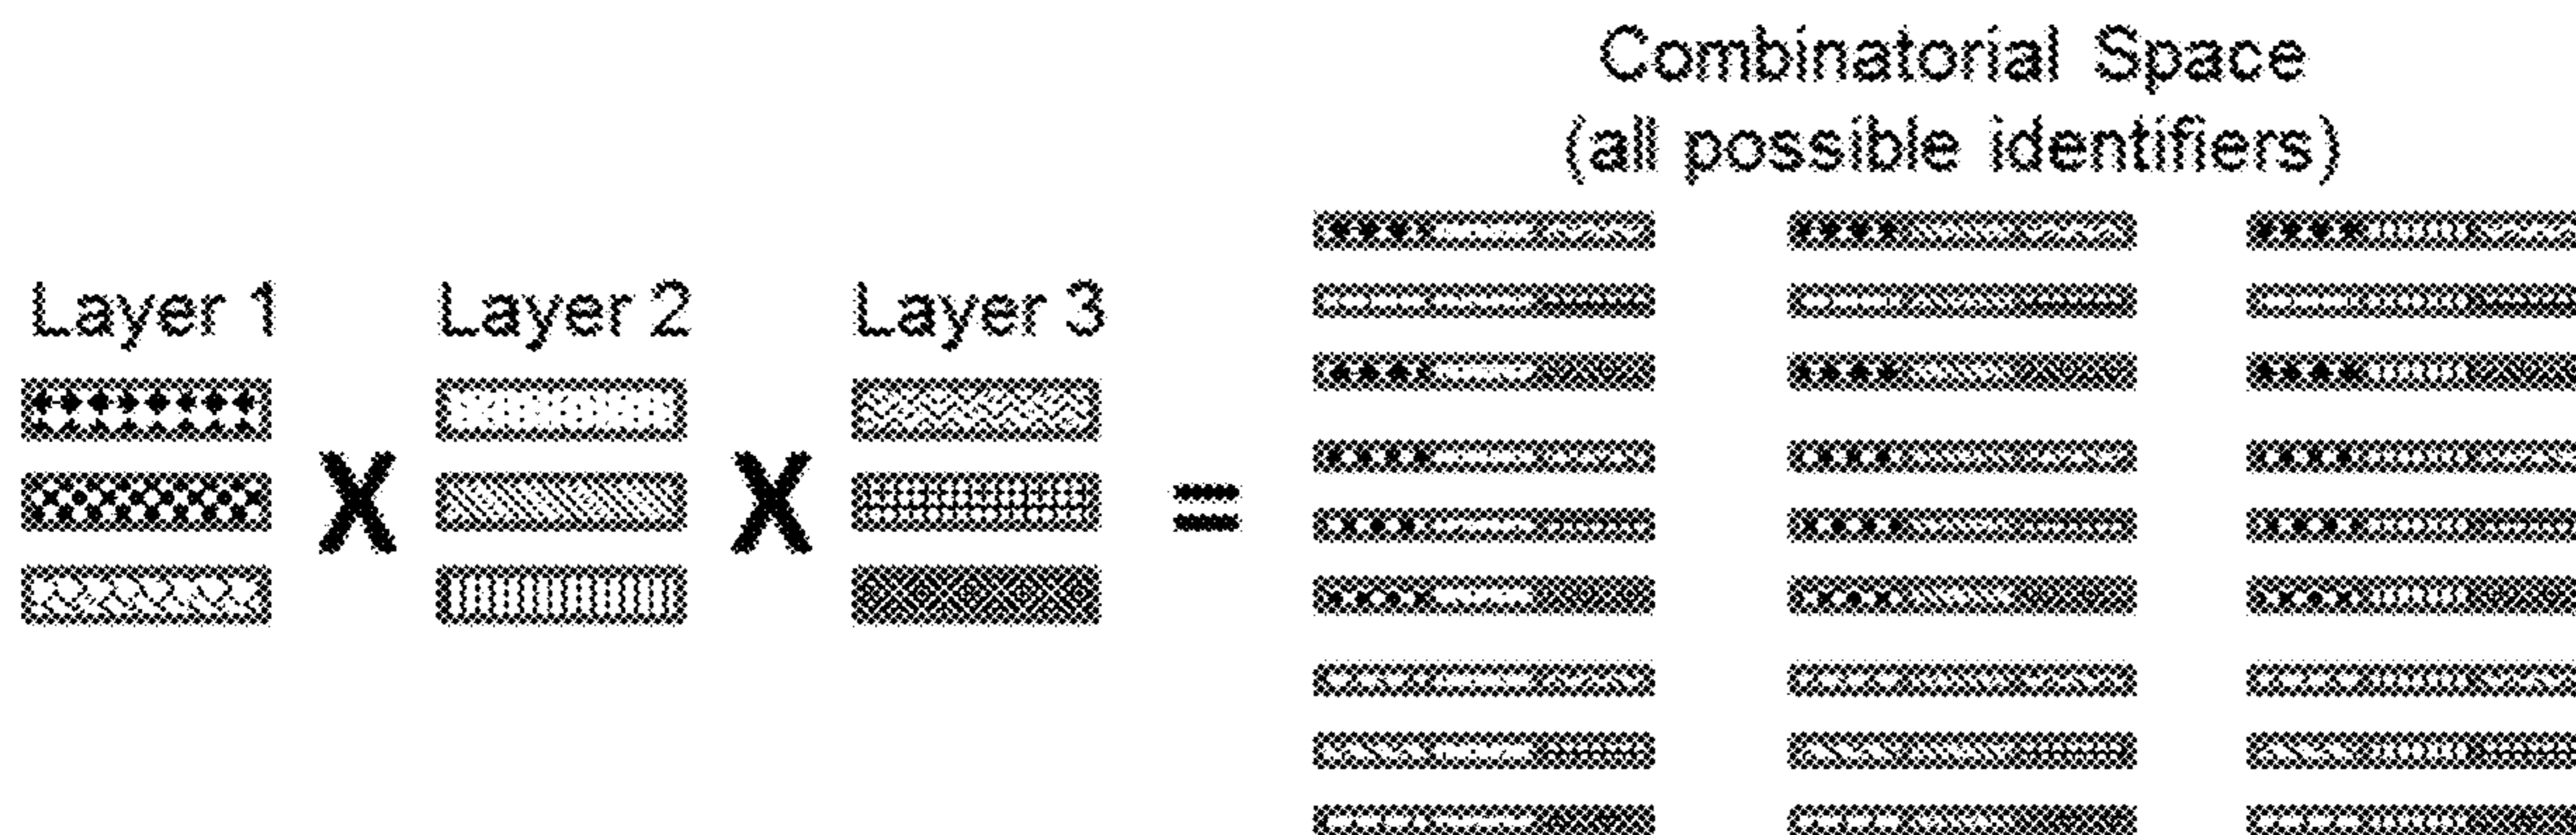 Combinatorial Space
(all possible identifiers)
Layer 1
Layer 2
Layer 3
X
X
=